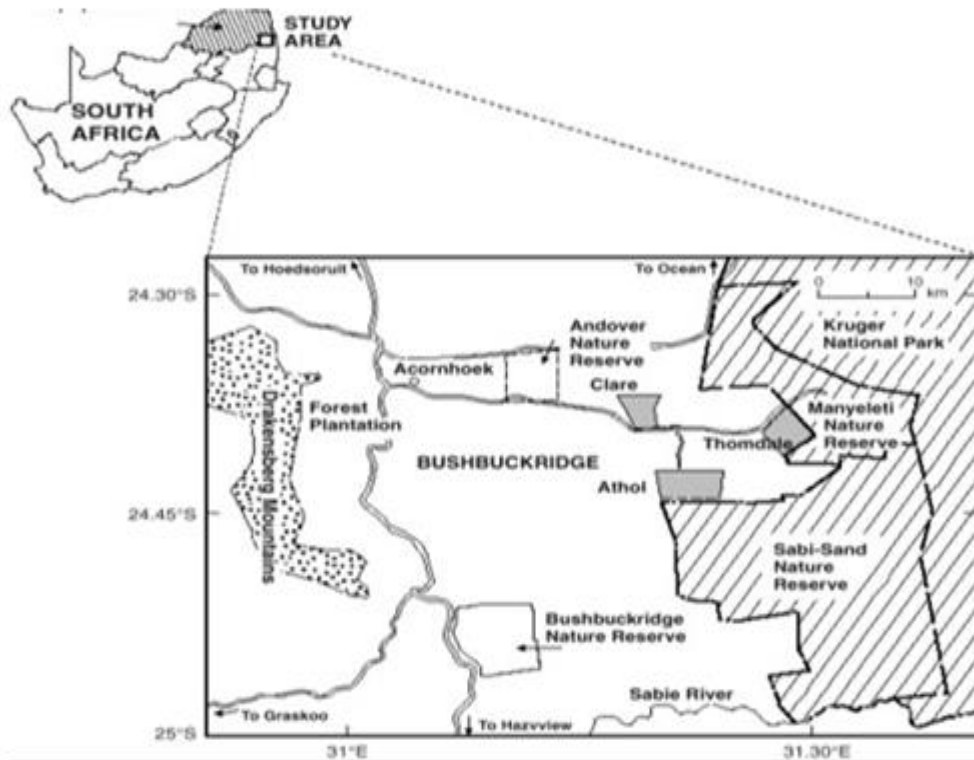 STUDY
AREA
SOUTH
AFRICA
To Hoedsoruit
To Ocean
0
10
km
24.30°S
Andover
Nature
Reserve
Kruger
National Park
Acornhoek
Clare
Forest
Plantation
Manyeleti
Nature
Reserve
Thomdale
BUSHBUCKRIDGE
Athol
Drakensberg Mountains
24.45°S
Sabi-Sand
Nature
Reserve
Bushbuckridge
Nature Reserve
Sabie River
To Graskoo
To Hazvview
25°S
31°E
31.30°E